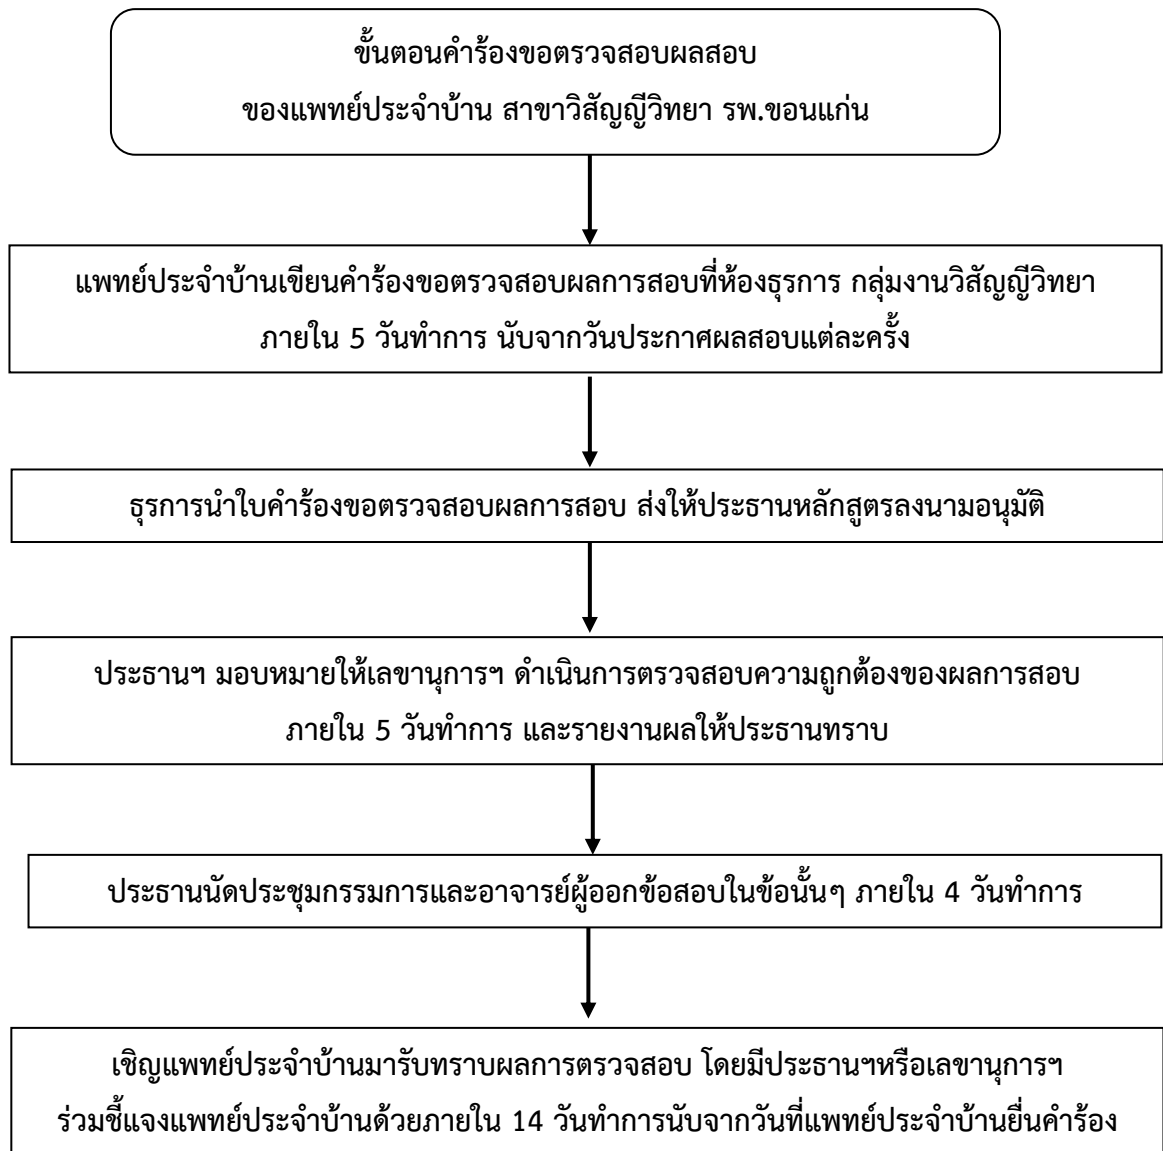 ขั้นตอนคำร้องขอตรวจสอบผลสอบ
ของแพทย์ประจำบ้าน สาขาวิสัญญีวิทยา รพ.ขอนแก่น
แพทย์ประจำบ้านเขียนคำร้องขอตรวจสอบผลการสอบที่ห้องธุรการ กลุ่มงานวิสัญญีวิทยา
ภายใน 5 วันทำการ นับจากวันประกาศผลสอบแต่ละครั้ง
ธุรการนำใบคำร้องขอตรวจสอบผลการสอบ ส่งให้ประธานหลักสูตรลงนามอนุมัติ
ประธานฯ มอบหมายให้เลขานุการฯ ดำเนินการตรวจสอบความถูกต้องของผลการสอบ
ภายใน 5 วันทำการ และรายงานผลให้ประธานทราบ
ประธานนัดประชุมกรรมการและอาจารย์ผู้ออกข้อสอบในข้อนั้นๆ ภายใน 4 วันทำการ
เชิญแพทย์ประจำบ้านมารับทราบผลการตรวจสอบ โดยมีประธานฯหรือเลขานุการฯ
ร่วมชี้แจงแพทย์ประจำบ้านด้วยภายใน 14 วันทำการนับจากวันที่แพทย์ประจำบ้านยื่นคำร้อง